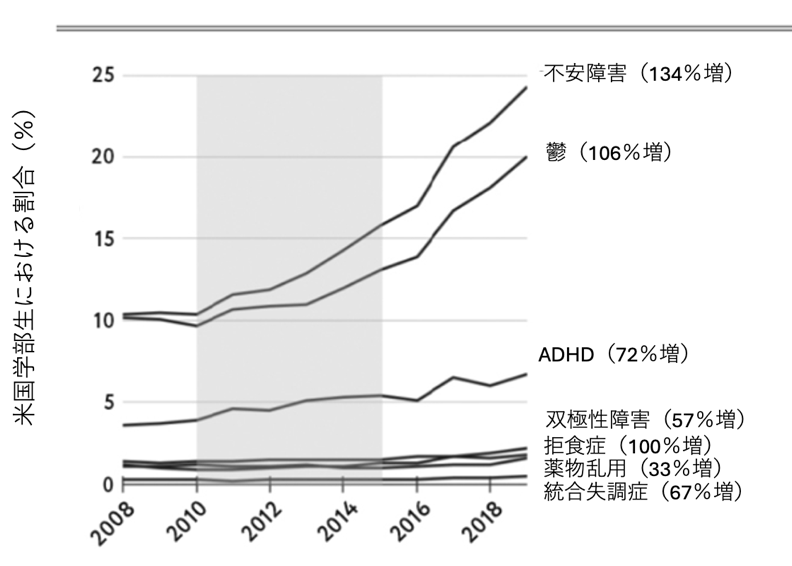 米国学部生における割合（%）
25
20
15
10
5
0
2008
2010
2012
2014
2016
2018
不安障害（134%増）
鬱（106%増）
ADHD（72%増）
双極性障害（57%増）
拒食症（100%増）
薬物乱用（33%増）
統合失調症（67%増）